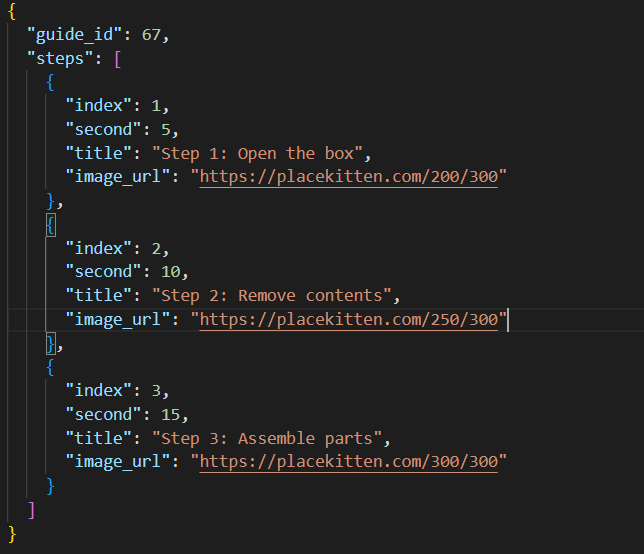 {
  "guide_id": 67,
  "steps": [
    {
      "index": 1,
      "second": 5,
      "title": "Step 1: Open the box",
      "image_url": "https://placekitten.com/200/300"
    },
    {
      "index": 2,
      "second": 10,
      "title": "Step 2: Remove contents",
      "image_url": "https://placekitten.com/250/300"
    },
    {
      "index": 3,
      "second": 15,
      "title": "Step 3: Assemble parts",
      "image_url": "https://placekitten.com/300/300"
    }
  ]
}